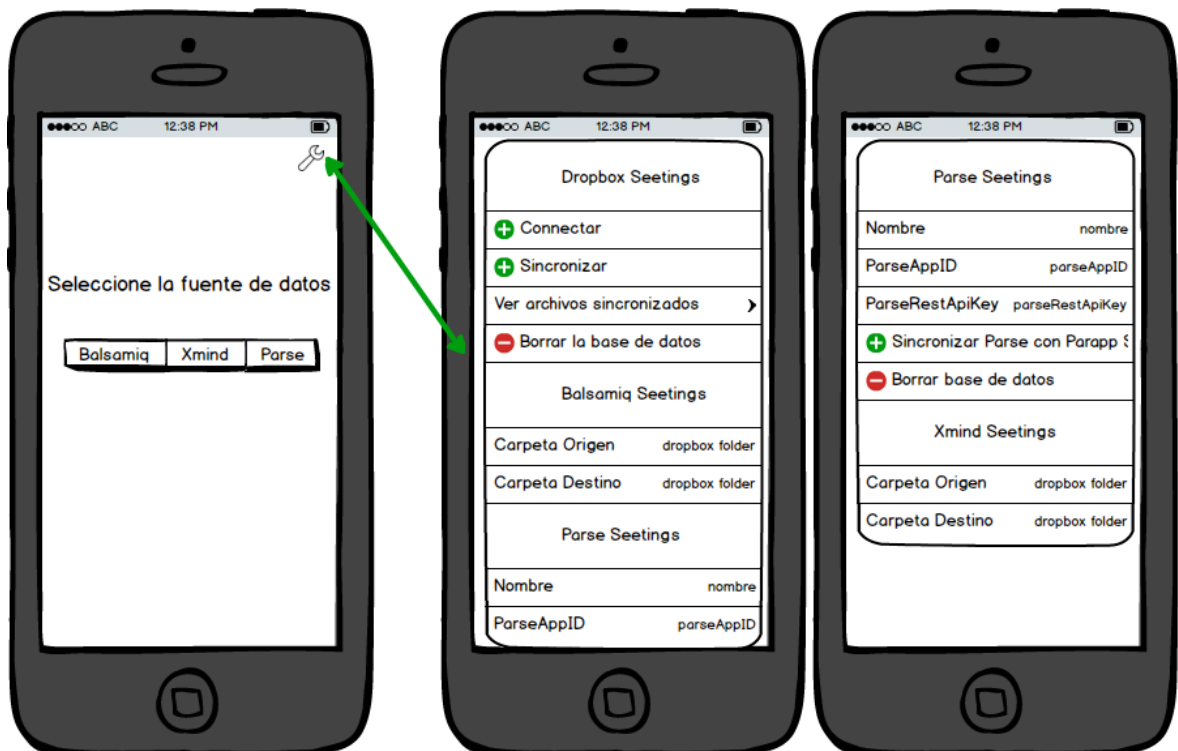 ABC 12:38 PM
Seleccione la fuente de datos
Balsamiq Xmind Parse
ABC 12:38 PM
Dropbox Seetings
Connectar
Sincronizar
Ver archivos sincronizados
Borrar la base de datos
Balsamiq Seetings
Carpeta Origen dropbox folder
Carpeta Destino dropbox folder
Parse Seetings
Nombre nombre
ParseAppID parseAppID
ABC 12:38 PM
Parse Seetings
Nombre nombre
ParseAppID parseAppID
ParseRestApiKey parseRestApiKey
Sincronizar Parse con Parapp S
Borrar base de datos
Xmind Seetings
Carpeta Origen dropbox folder
Carpeta Destino dropbox folder